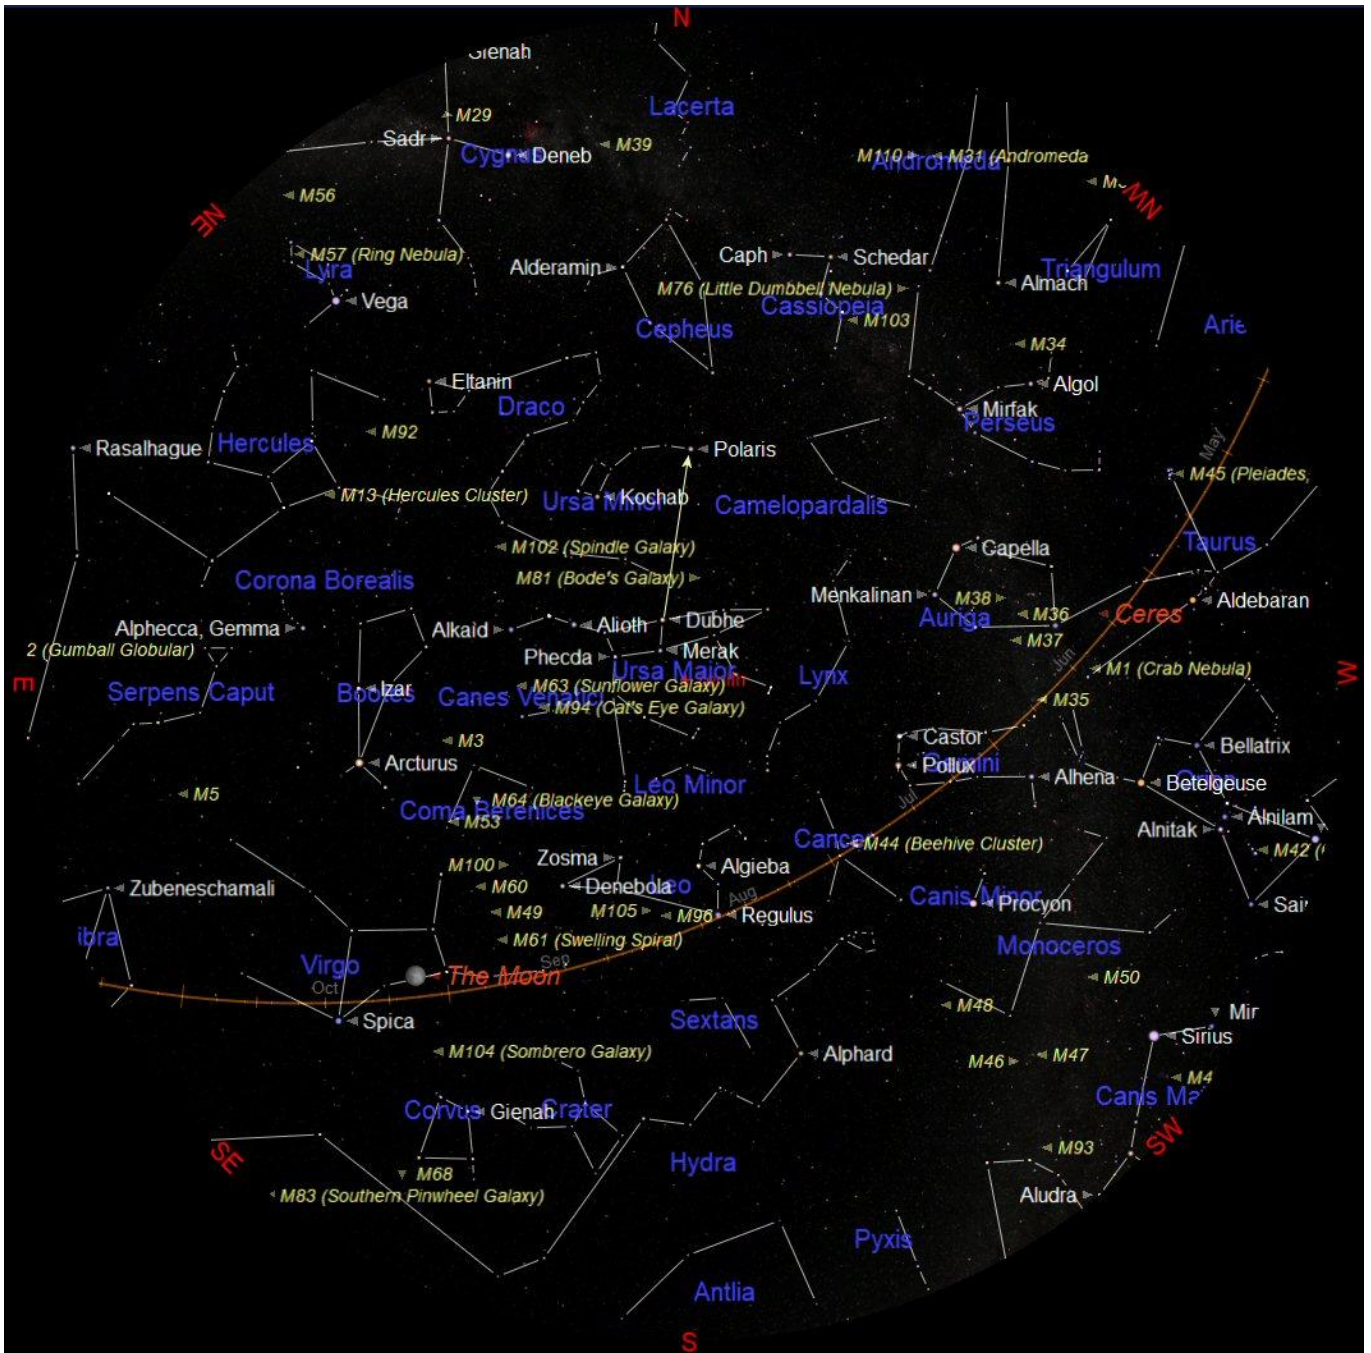 N
Gienah
Lacerta
M29
Sadr
M39
Cygnus
Deneb
M110
M31 (Andromeda
Andromeda
NW
M56
NE
M57 (Ring Nebula)
Lyra
Vega
Alderamin
Caph
Schedar
Triangulum
Almach
M76 (Little Dumbbell Nebula)
Cassiopeia
M103
Cepheus
Arie
M34
Eltanin
Draco
Algol
Mirfak
Perseus
May
M92
Hercules
Rasalhague
Polaris
M45 (Pleiades,
M13 (Hercules Cluster)
Ursa Minor
Kochab
Camelopardalis
M102 (Spindle Galaxy)
Capella
Taurus
M81 (Bode's Galaxy)
Corona Borealis
Menkalinan
M38
Auriga
M36
Ceres
Aldebaran
Alphecca, Gemma
Alkaid
Alioth
Dubhe
M37
2 (Gumball Globular)
Phecda
Merak
Jun
Ursa Major
M1 (Crab Nebula)
E
W
Serpens Caput
Bootes
Izar
M63 (Sunflower Galaxy)
Canes Venatici
Lynx
M94 (Cat's Eye Galaxy)
M35
M3
Castor
Bellatrix
Arcturus
Pollux
Gemini
Alhena
Betelgeuse
Orion
M5
Leo Minor
Jul
M64 (Blackeye Galaxy)
Coma Berenices
M53
Alnilam
Alnitak
Cancer
M44 (Beehive Cluster)
M42 (
M100
Zosma
Algieba
M60
Denebola
Leo
Aug
Zubeneschamali
Canis Minor
Procyon
Sai
M49
M105
M96
Regulus
ibra
M61 (Swelling Spiral)
Monoceros
Virgo
Sep
The Moon
Oct
M50
M48
Spica
Sextans
Mir
Sirius
M104 (Sombrero Galaxy)
Alphard
M46
M47
M4
Canis Ma
Corvus
Gienah
Crater
SE
SW
M93
Hydra
M68
M83 (Southern Pinwheel Galaxy)
Aludra
Pyxis
Antlia
S